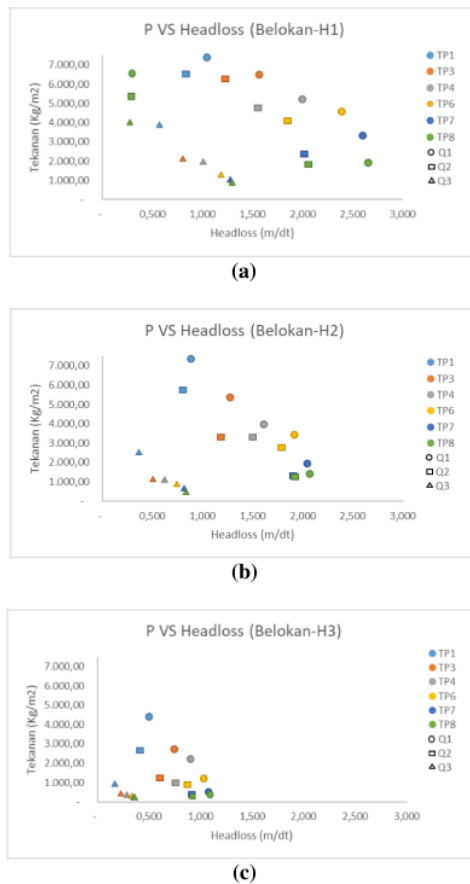 P VS Headloss (Belokan-H1)
7.000,00
6.000,00
5.000,00
4.000,00
3.000,00
2.000,00
1.000,00
-
Tekanan (Kg/m2)
- 0,500 1,000 1,500 2,000 2,500 3,000
Headloss (m/dt)
TP1
TP3
TP4
TP6
TP7
TP8
Q1
Q2
Q3
(a)
P VS Headloss (Belokan-H2)
7.000,00
6.000,00
5.000,00
4.000,00
3.000,00
2.000,00
1.000,00
-
Tekanan (Kg/m2)
- 0,500 1,000 1,500 2,000 2,500 3,000
Headloss (m/dt)
TP1
TP3
TP4
TP6
TP7
TP8
Q1
Q2
Q3
(b)
P VS Headloss (Belokan-H3)
7.000,00
6.000,00
5.000,00
4.000,00
3.000,00
2.000,00
1.000,00
-
Tekanan (Kg/m2)
- 0,500 1,000 1,500 2,000 2,500 3,000
Headloss (m/dt)
TP1
TP3
TP4
TP6
TP7
TP8
Q1
Q2
Q3
(c)